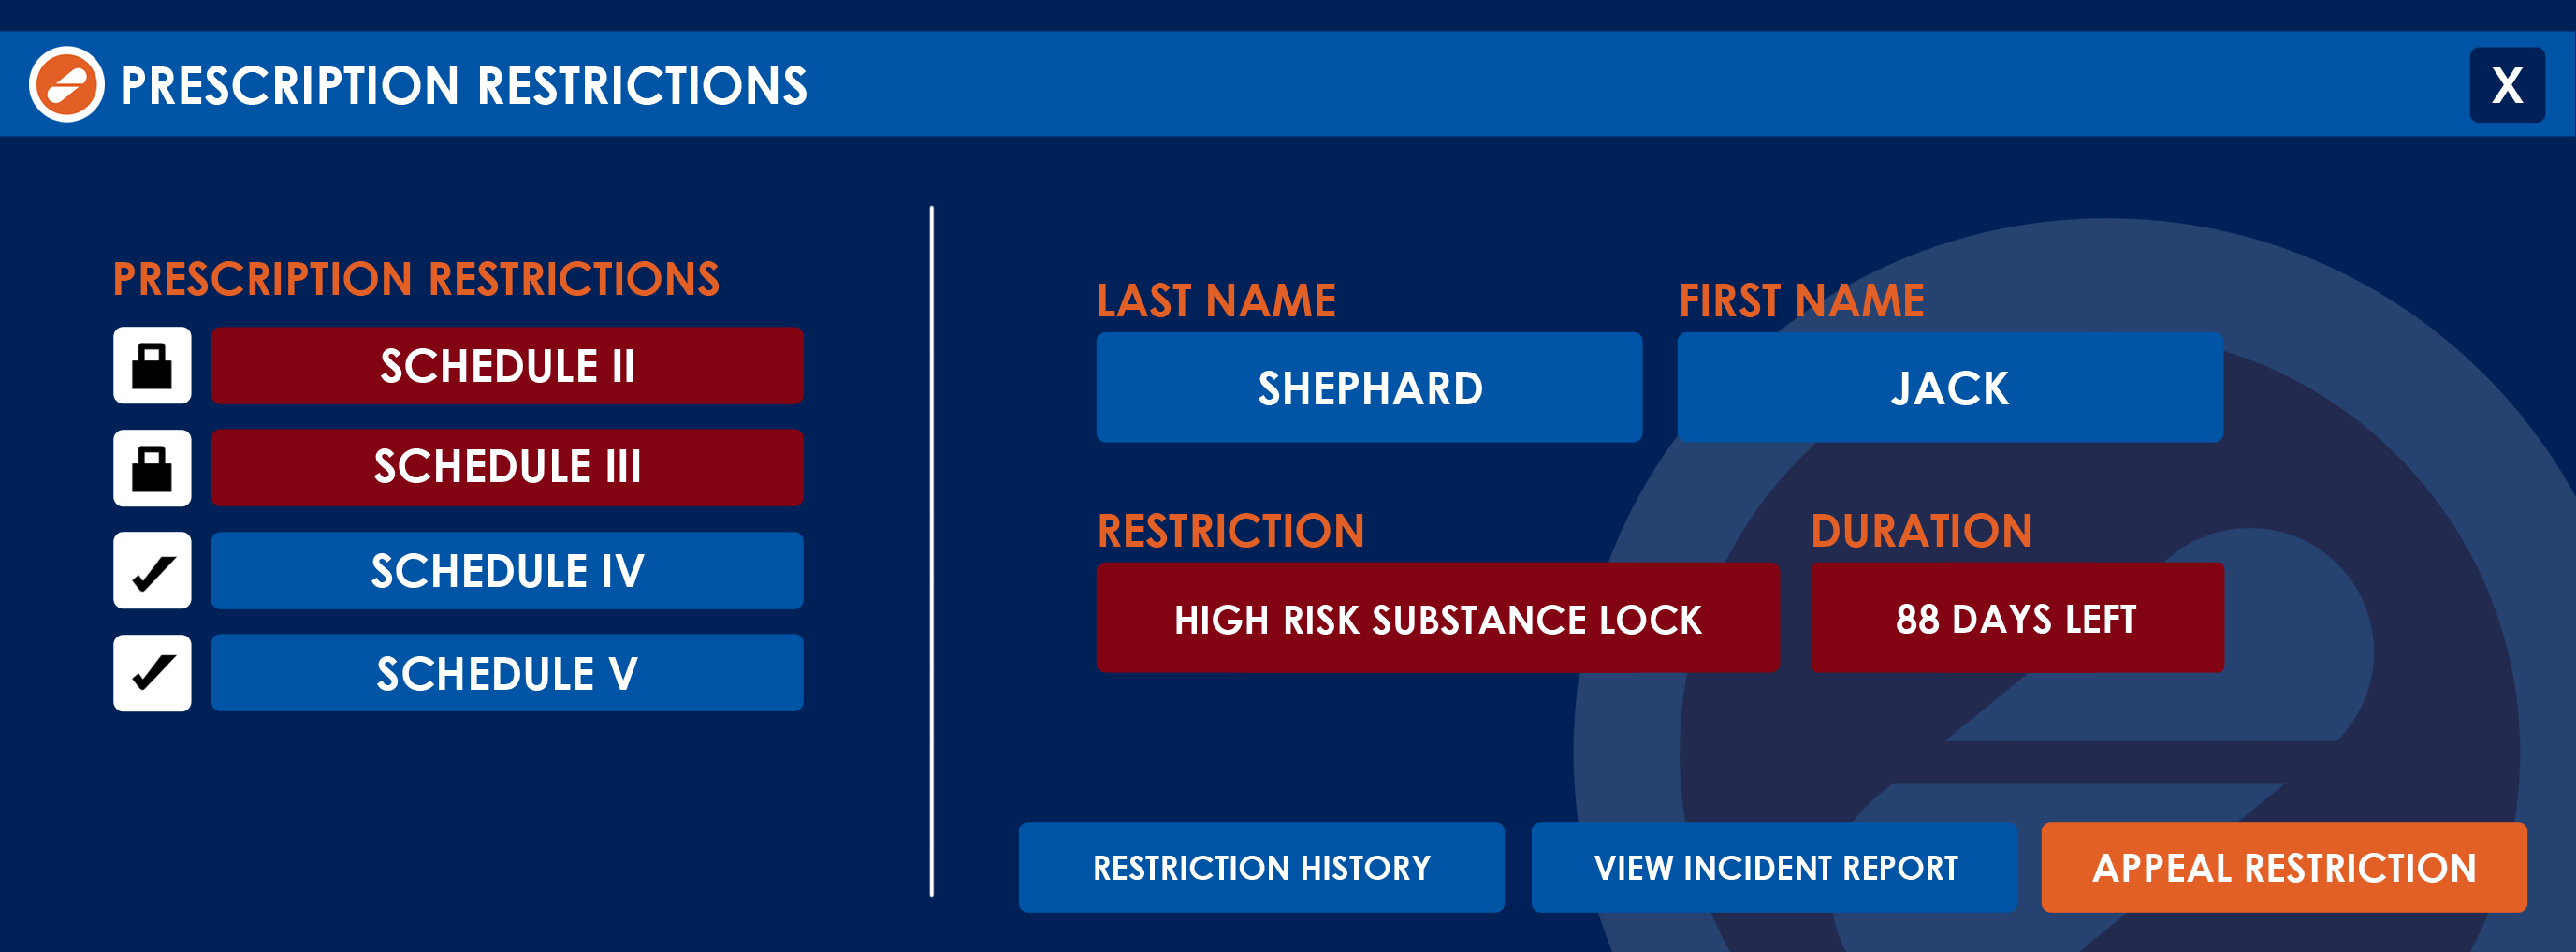 PRESCRIPTION RESTRICTIONS
X
PRESCRIPTION RESTRICTIONS
SCHEDULE II
SCHEDULE III
SCHEDULE IV
SCHEDULE V
LAST NAME
FIRST NAME
SHEPHARD
JACK
RESTRICTION
DURATION
HIGH RISK SUBSTANCE LOCK
88 DAYS LEFT
RESTRICTION HISTORY
VIEW INCIDENT REPORT
APPEAL RESTRICTION